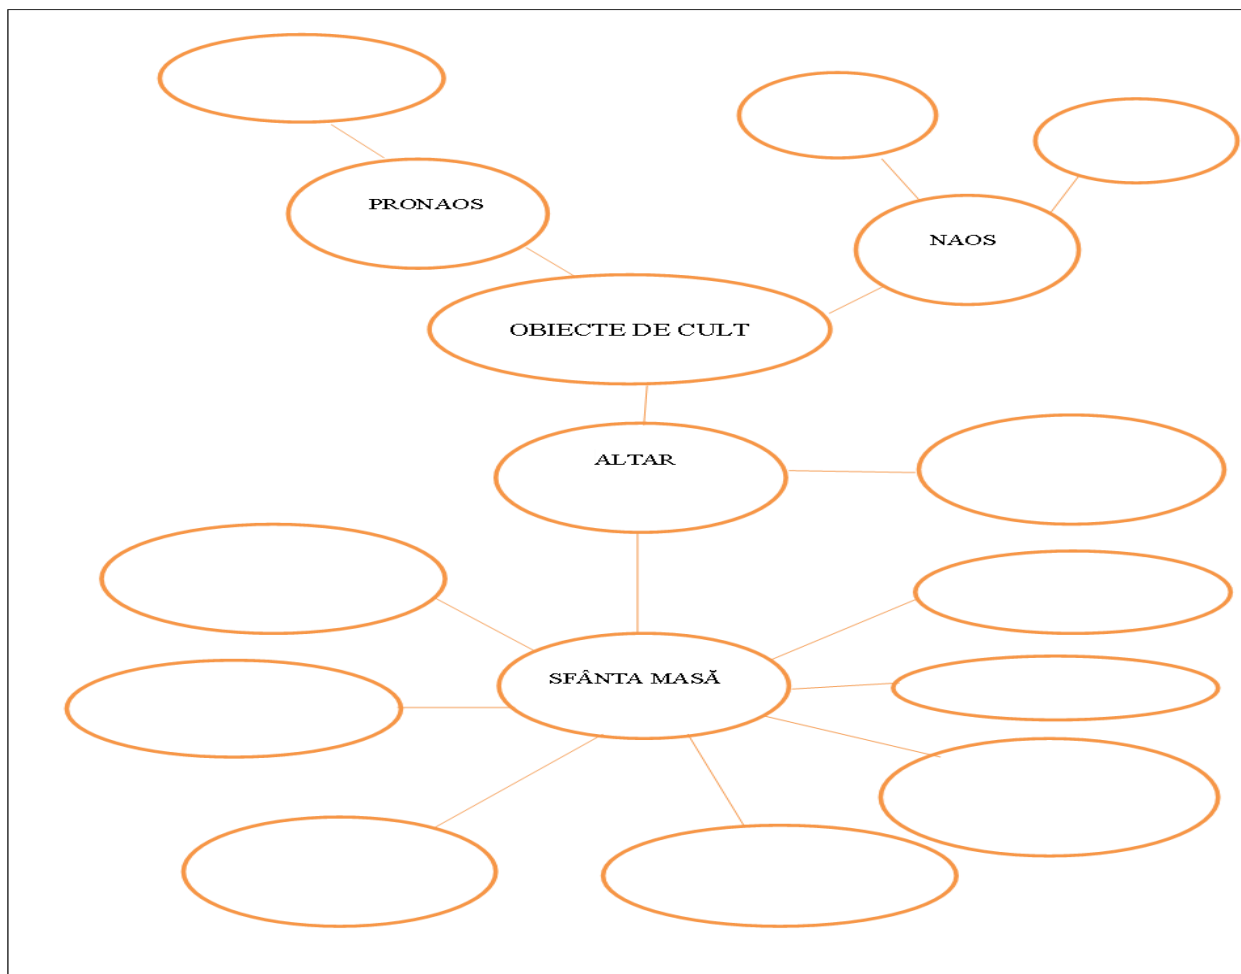 PRONAOS
NAOS
OBIECTE DE CULT
ALTAR
SFÂNTA MASĂ